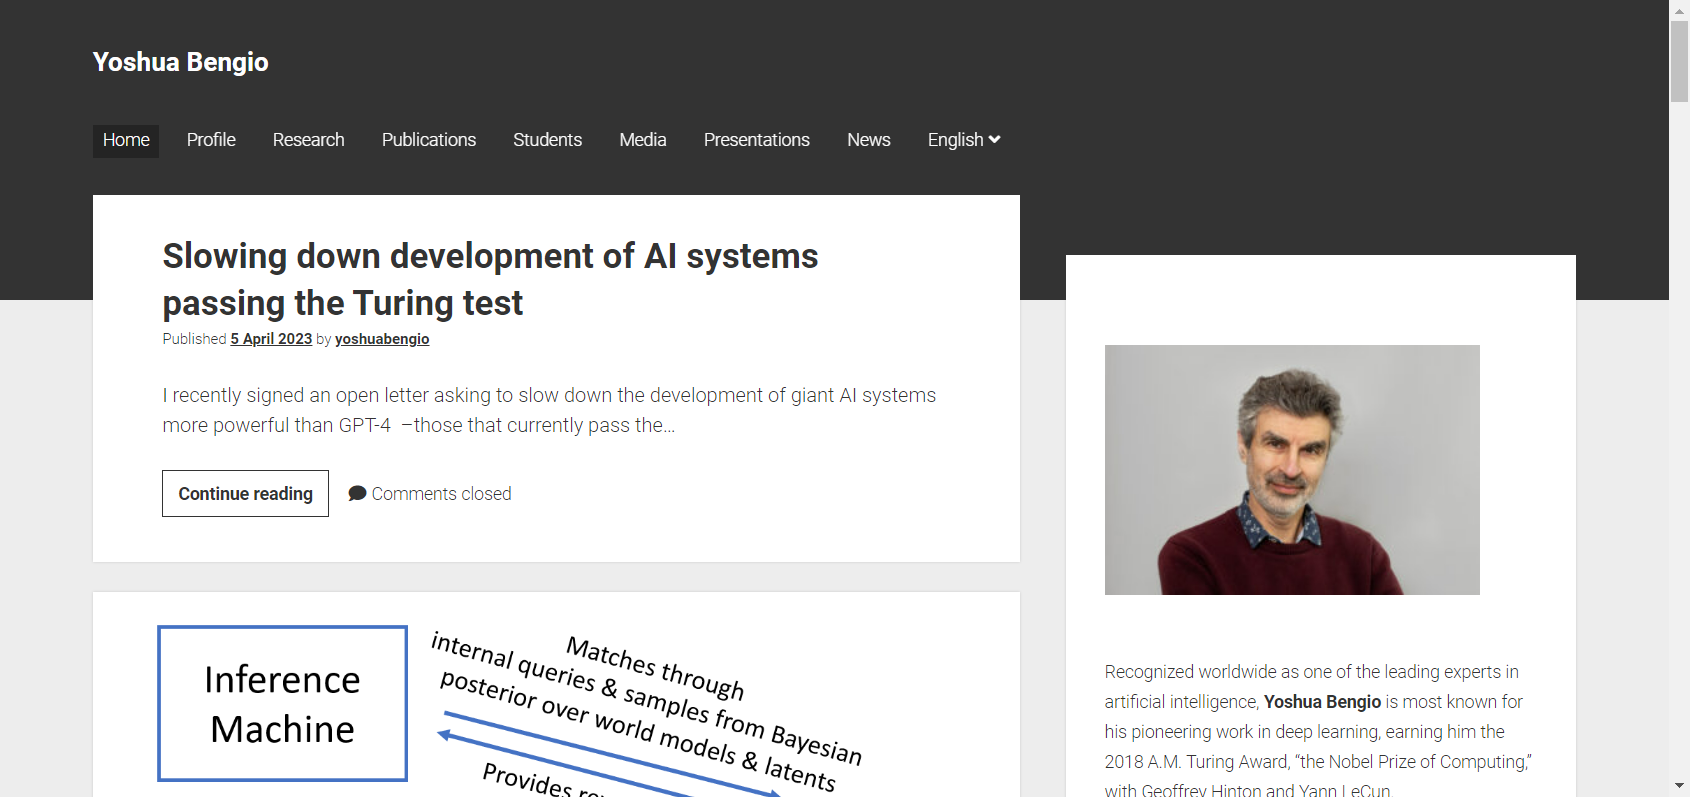 Yoshua Bengio
Home Profile Research Publications Students Media Presentations News English
Slowing down development of AI systems
passing the Turing test
Published 5 April 2023 by yoshuabengio
I recently signed an open letter asking to slow down the development of giant AI systems
more powerful than GPT-4 –those that currently pass the…
Continue reading
Comments closed
Inference
Machine
Matches through
internal queries & samples from Bayesian
posterior over world models & latents
Provides
Recognized worldwide as one of the leading experts in
artificial intelligence, Yoshua Bengio is most known for
his pioneering work in deep learning, earning him the
2018 A.M. Turing Award, “the Nobel Prize of Computing,”
with Geoffrey Hinton and Yann LeCun.